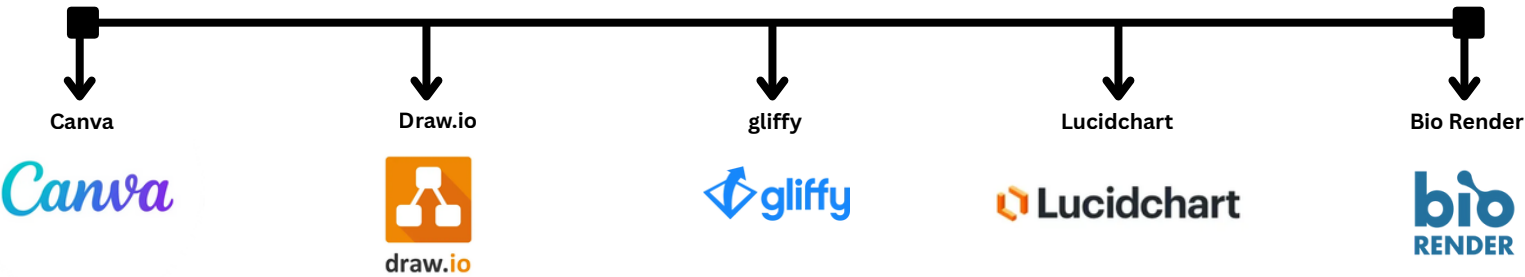 Canva
Draw.io
gliffy
Lucidchart
Bio Render
Canva
draw.io
gliffy
Lucidchart
bio
RENDER